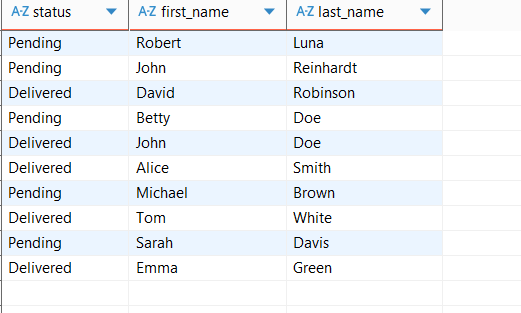 A-Z status A-Z first_name A-Z last_name
Pending Robert Luna
Pending John Reinhardt
Delivered David Robinson
Pending Betty Doe
Delivered John Doe
Delivered Alice Smith
Pending Michael Brown
Delivered Tom White
Pending Sarah Davis
Delivered Emma Green